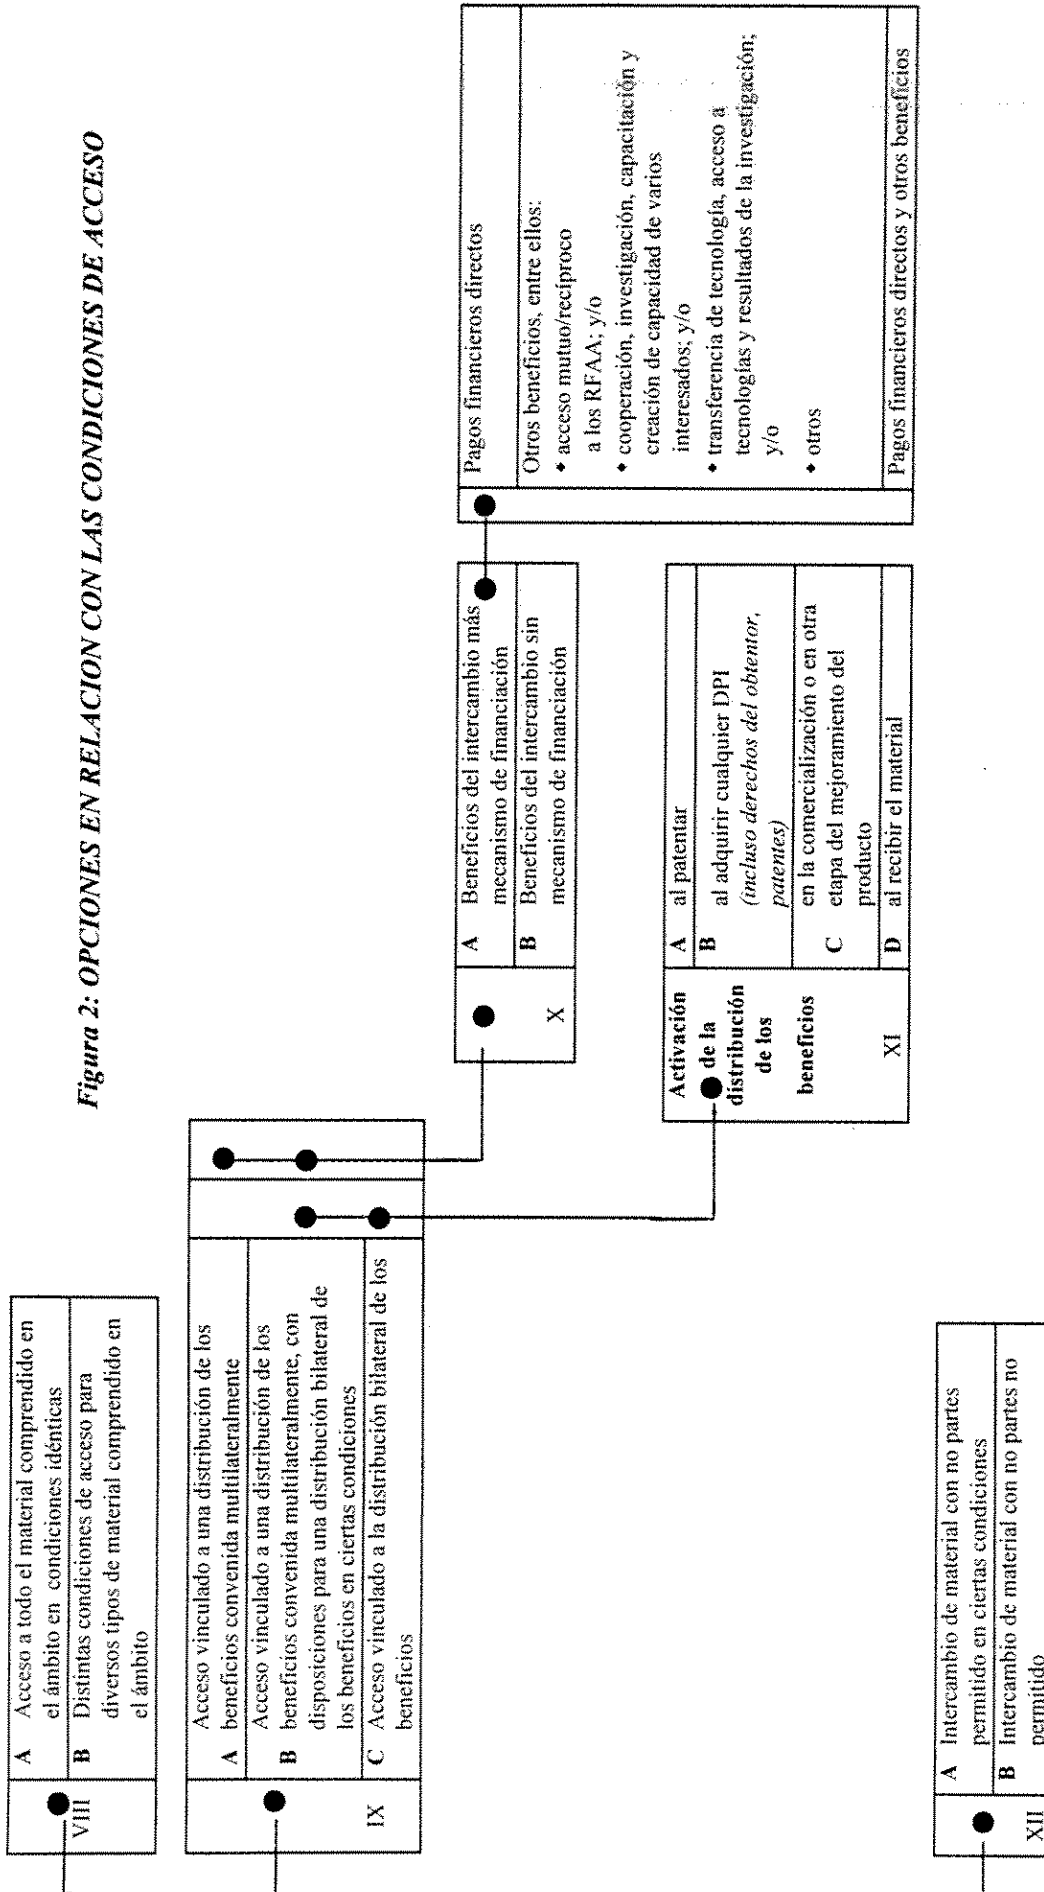 Figura 2: OPCIONES EN RELACION CON LAS CONDICIONES DE ACCESO
VIII
A Acceso a todo el material comprendido en
el ámbito en condiciones idénticas
B Distintas condiciones de acceso para
diversos tipos de material comprendido en
el ámbito
IX
Acceso vinculado a una distribución de los
A beneficios convenida multilateralmente
Acceso vinculado a una distribución de los
B beneficios convenida multilateralmente, con
disposiciones para una distribución bilateral de
los beneficios en ciertas condiciones
C Acceso vinculado a la distribución bilateral de los
beneficios
X
A Beneficios del intercambio más
mecanismo de financiación
B Beneficios del intercambio sin
mecanismo de financiación
Pagos financieros directos
Otros beneficios, entre ellos:
♦ acceso mutuo/recíproco
a los RFAA; y/o
♦ cooperación, investigación, capacitación y
creación de capacidad de varios
interesados; y/o
♦ transferencia de tecnología, acceso a
tecnologías y resultados de la investigación;
y/o
♦ otros
Pagos financieros directos y otros beneficios
Activación
de la
distribución
de los
beneficios
XI
A al patentar
B al adquirir cualquier DPI
(incluso derechos del obtentor,
patentes)
en la comercialización o en otra
C etapa del mejoramiento del
producto
D al recibir el material
XII
A Intercambio de material con no partes
permitido en ciertas condiciones
B Intercambio de material con no partes no
permitido